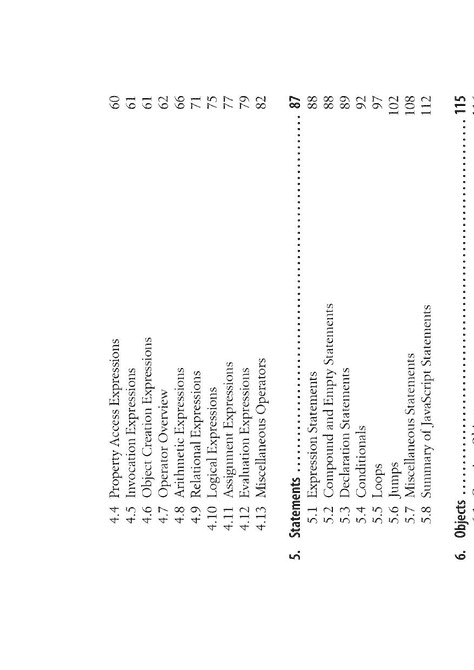 4.4 Property Access Expressions 60
4.5 Invocation Expressions 61
4.6 Object Creation Expressions 61
4.7 Operator Overview 62
4.8 Arithmetic Expressions 66
4.9 Relational Expressions 71
4.10 Logical Expressions 75
4.11 Assignment Expressions 77
4.12 Evaluation Expressions 79
4.13 Miscellaneous Operators 82
5. Statements . . . . . . . . . . . . . . . . . . . . . . . . . . . . . . . . . . . . . . . . . . . . . . . . . . . . . . . . . . . . . . . . 87
5.1 Expression Statements 88
5.2 Compound and Empty Statements 88
5.3 Declaration Statements 89
5.4 Conditionals 92
5.5 Loops 97
5.6 Jumps 102
5.7 Miscellaneous Statements 108
5.8 Summary of JavaScript Statements 112
6. Objects . . . . . . . . . . . . . . . . . . . . . . . . . . . . . . . . . . . . . . . . . . . . . . . . . . . . . . . . . . . . . . . . . . . 115